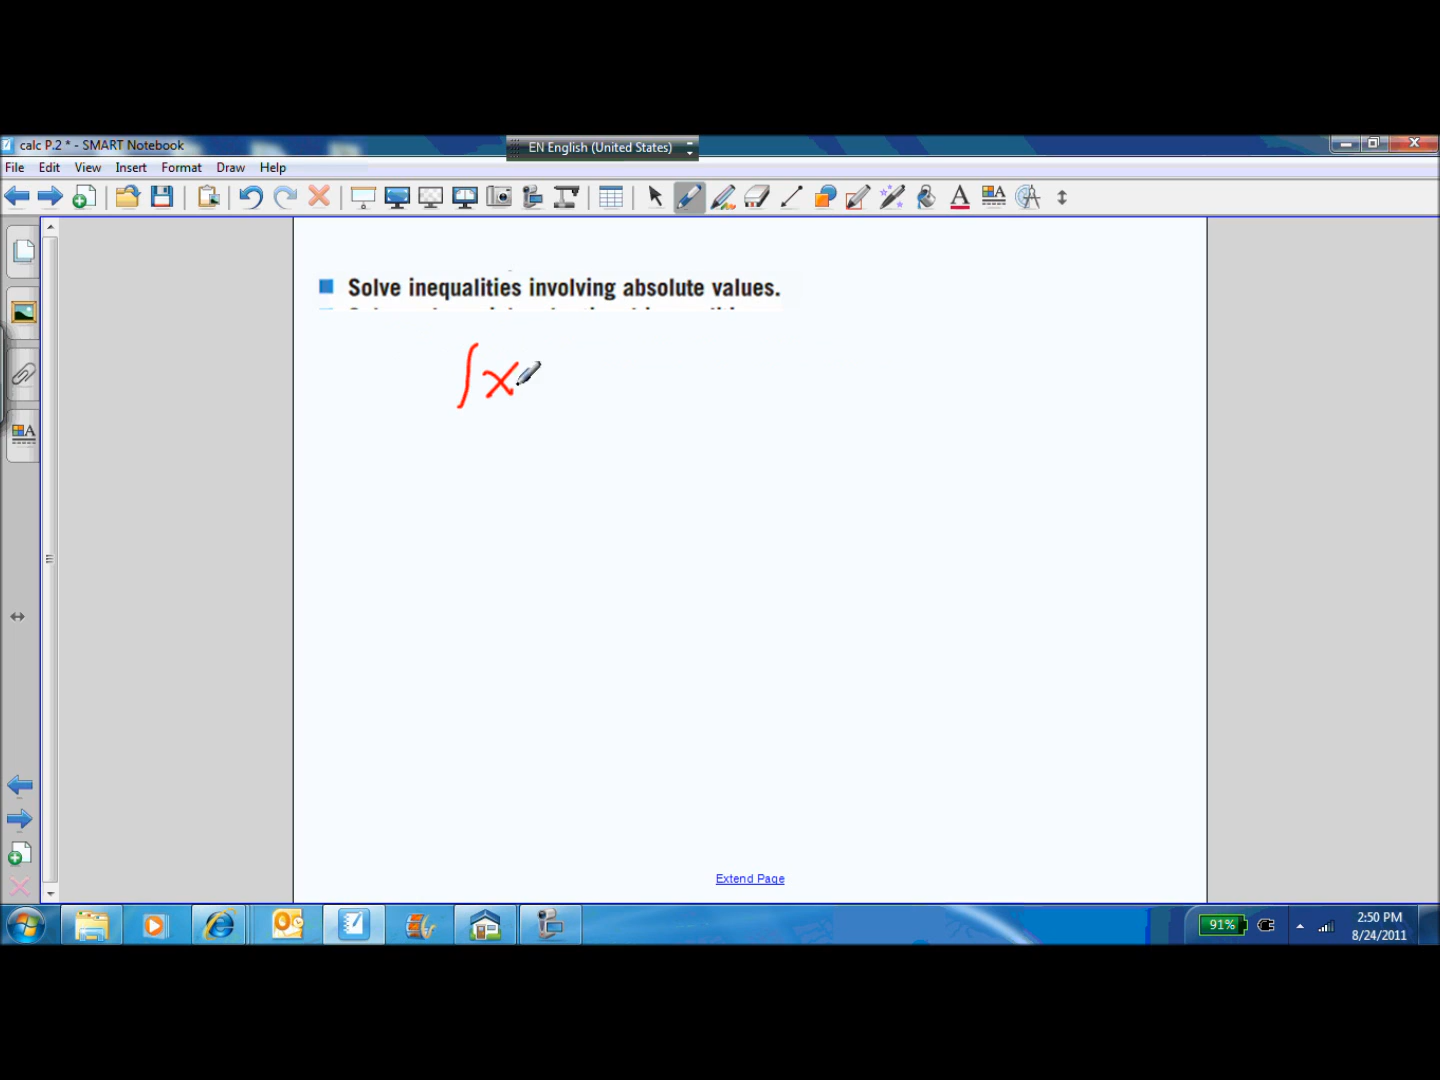 calc P.2 * - SMART Notebook
EN English (United States)
File Edit View Insert Format Draw Help
Solve inequalities involving absolute values.
∫x
Extend Page
91%
2:50 PM
8/24/2011